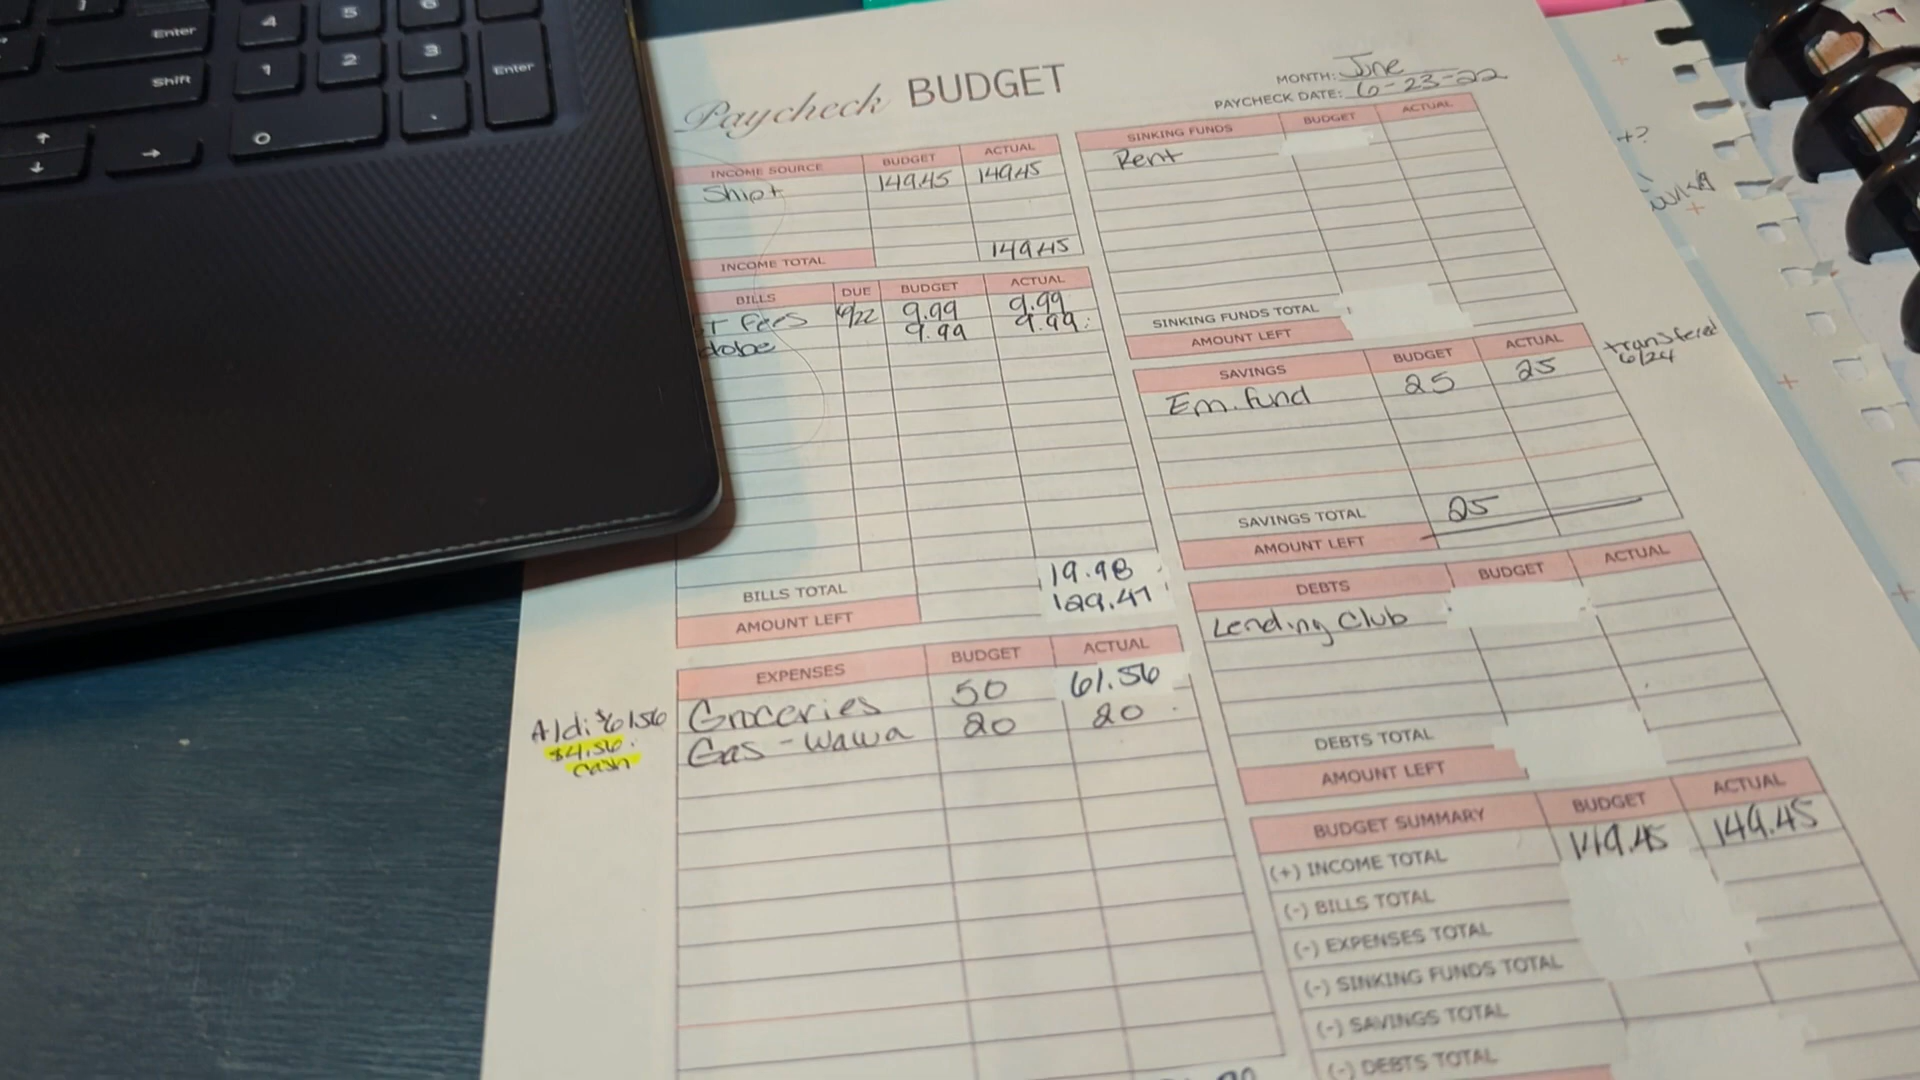 Enter
4
5
6
Shift
1
2
3
Enter
0
.
Paycheck BUDGET
MONTH: June
PAYCHECK DATE: 6-23-22
INCOME SOURCE BUDGET ACTUAL
Shipt 149.45 149.45
149.45
INCOME TOTAL
BILLS DUE BUDGET ACTUAL
T Fees 6/22 9.99 9.99
dobe 9.99 9.99
BILLS TOTAL 19.98
AMOUNT LEFT 129.47
EXPENSES BUDGET ACTUAL
Aldi $61.56 Groceries 50 61.56
$4.56 cash
Gas - Wawa 20 20
SINKING FUNDS BUDGET ACTUAL
Rent
SINKING FUNDS TOTAL
AMOUNT LEFT
SAVINGS BUDGET ACTUAL
Em. fund 25 25
transfered
6/24
SAVINGS TOTAL 25
AMOUNT LEFT
DEBTS BUDGET ACTUAL
Lending Club
DEBTS TOTAL
AMOUNT LEFT
BUDGET SUMMARY BUDGET ACTUAL
(+) INCOME TOTAL 149.45 149.45
(-) BILLS TOTAL
(-) EXPENSES TOTAL
(-) SINKING FUNDS TOTAL
(-) SAVINGS TOTAL
(-) DEBTS TOTAL
+?